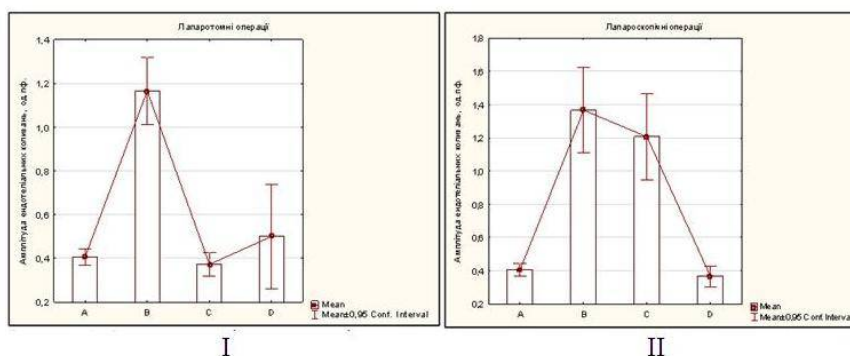 Лапаротомні операції
Амплітуда ендотеліальних коливань, од.пф.
1,4
1,2
1,0
0,8
0,6
0,4
0,2
A B C D
Mean
Mean±0,95 Conf. Interval
I
Лапароскопічні операції
Амплітуда ендотеліальних коливань, од.пф.
1,8
1,6
1,4
1,2
1,0
0,8
0,6
0,4
0,2
A B C D
Mean
Mean±0,95 Conf. Interval
II